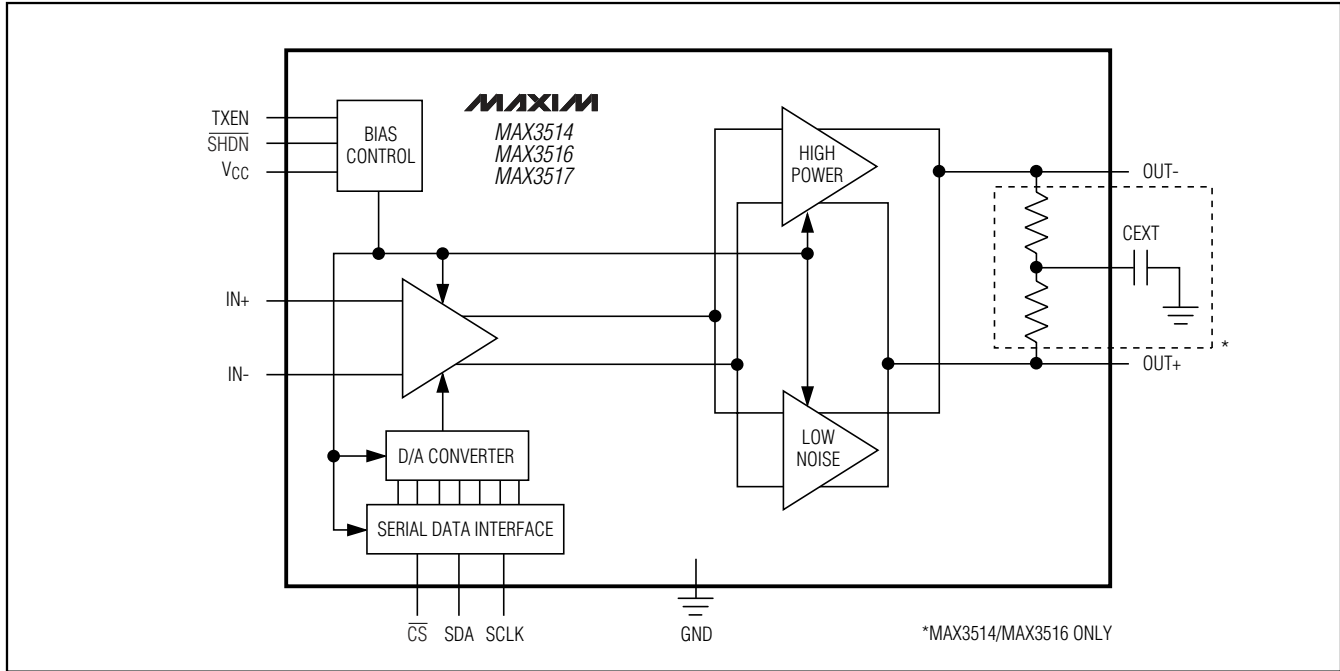 MAXIM
MAX3514
MAX3516
MAX3517
TXEN
SHDN
VCC
BIAS
CONTROL
HIGH
POWER
OUT-
CEXT
IN+
IN-
*
OUT+
D/A CONVERTER
LOW
NOISE
SERIAL DATA INTERFACE
CS SDA SCLK
GND
*MAX3514/MAX3516 ONLY